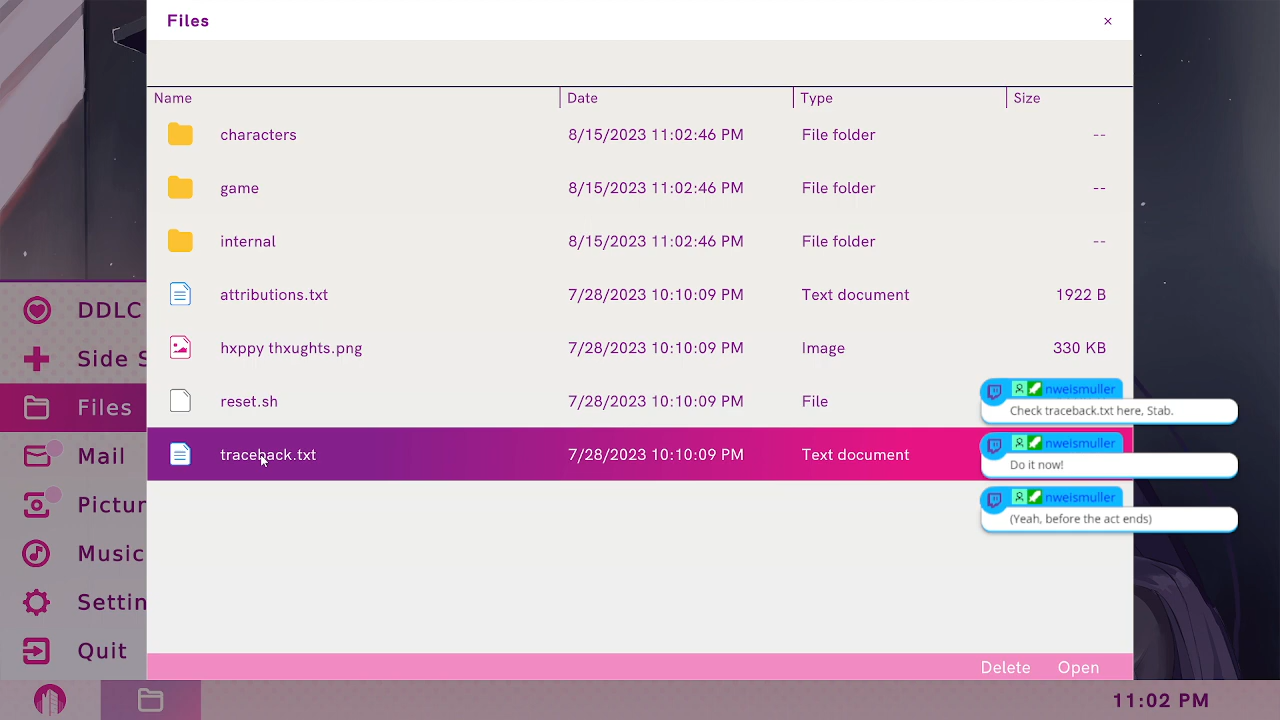 Files
×
Name Date Type Size
characters 8/15/2023 11:02:46 PM File folder --
game 8/15/2023 11:02:46 PM File folder --
internal 8/15/2023 11:02:46 PM File folder --
attributions.txt 7/28/2023 10:10:09 PM Text document 1922 B
hxppy thxughts.png 7/28/2023 10:10:09 PM Image 330 KB
reset.sh 7/28/2023 10:10:09 PM File
traceback.txt 7/28/2023 10:10:09 PM Text document
nweismuller
Check traceback.txt here, Stab.
nweismuller
Do it now!
nweismuller
(Yeah, before the act ends)
DDLC
Side S
Files
Mail
Pictur
Music
Settin
Quit
Delete Open
11:02 PM